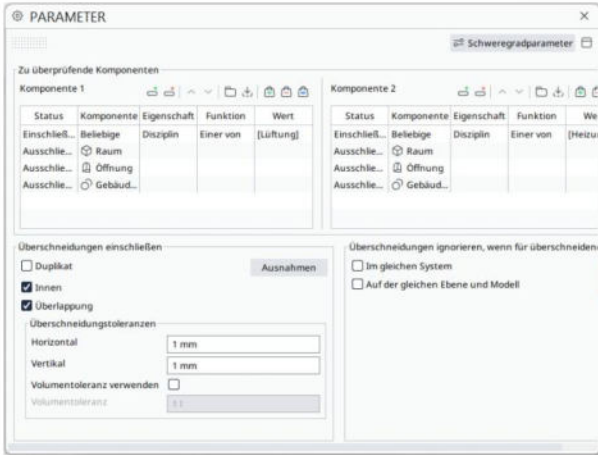 PARAMETER
Schweregradparameter
Zu überprüfende Komponenten
Komponente 1
Status Komponente Eigenschaft Funktion Wert
Einschließ... Beliebige Disziplin Einer von [Lüftung]
Ausschlie... Raum
Ausschlie... Öffnung
Ausschlie... Gebäud...
Komponente 2
Status Komponente Eigenschaft Funktion We
Einschließ... Beliebige Disziplin Einer von [Heizu
Ausschlie... Raum
Ausschlie... Öffnung
Ausschlie... Gebäud...
Überschneidungen einschließen
Duplikat Ausnahmen
Innen
Überlappung
Überschneidungstoleranzen
Horizontal 1 mm
Vertikal 1 mm
Volumentoleranz verwenden
Volumentoleranz
Überschneidungen ignorieren, wenn für überschneiden
Im gleichen System
Auf der gleichen Ebene und Modell